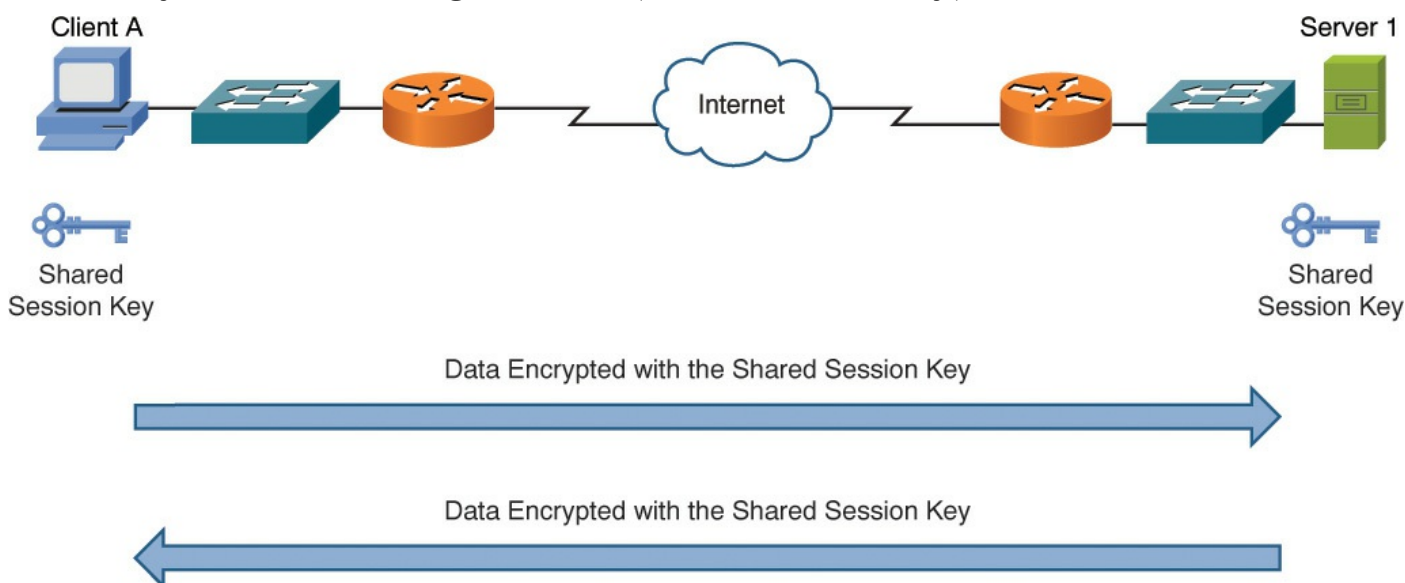 Client A
Server 1
Internet
Shared
Session Key
Shared
Session Key
Data Encrypted with the Shared Session Key
Data Encrypted with the Shared Session Key